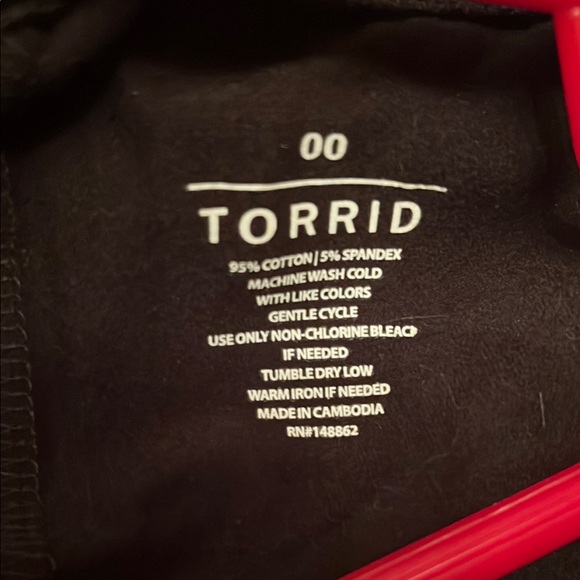 00
TORRID
95% COTTON | 5% SPANDEX
MACHINE WASH COLD
WITH LIKE COLORS
GENTLE CYCLE
USE ONLY NON-CHLORINE BLEACH
IF NEEDED
TUMBLE DRY LOW
WARM IRON IF NEEDED
MADE IN CAMBODIA
RN#148862